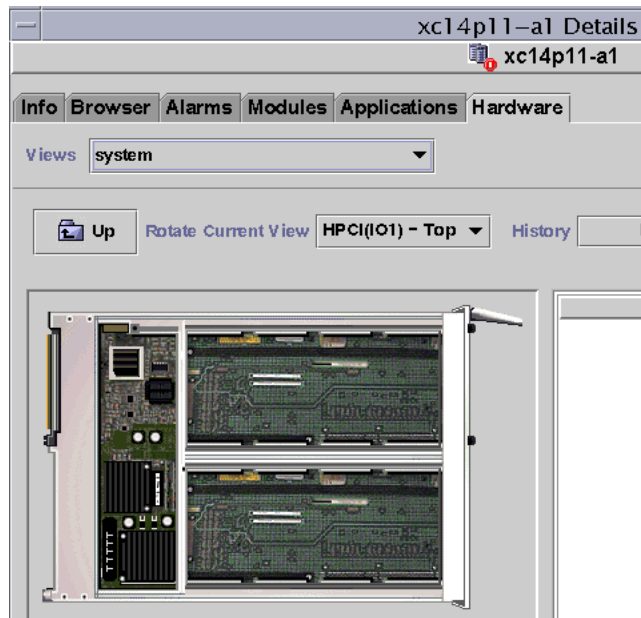 xc14p11-a1 Details
xc14p11-a1
Info Browser Alarms Modules Applications Hardware
Views system
Up Rotate Current View HPCI(IO1) - Top History